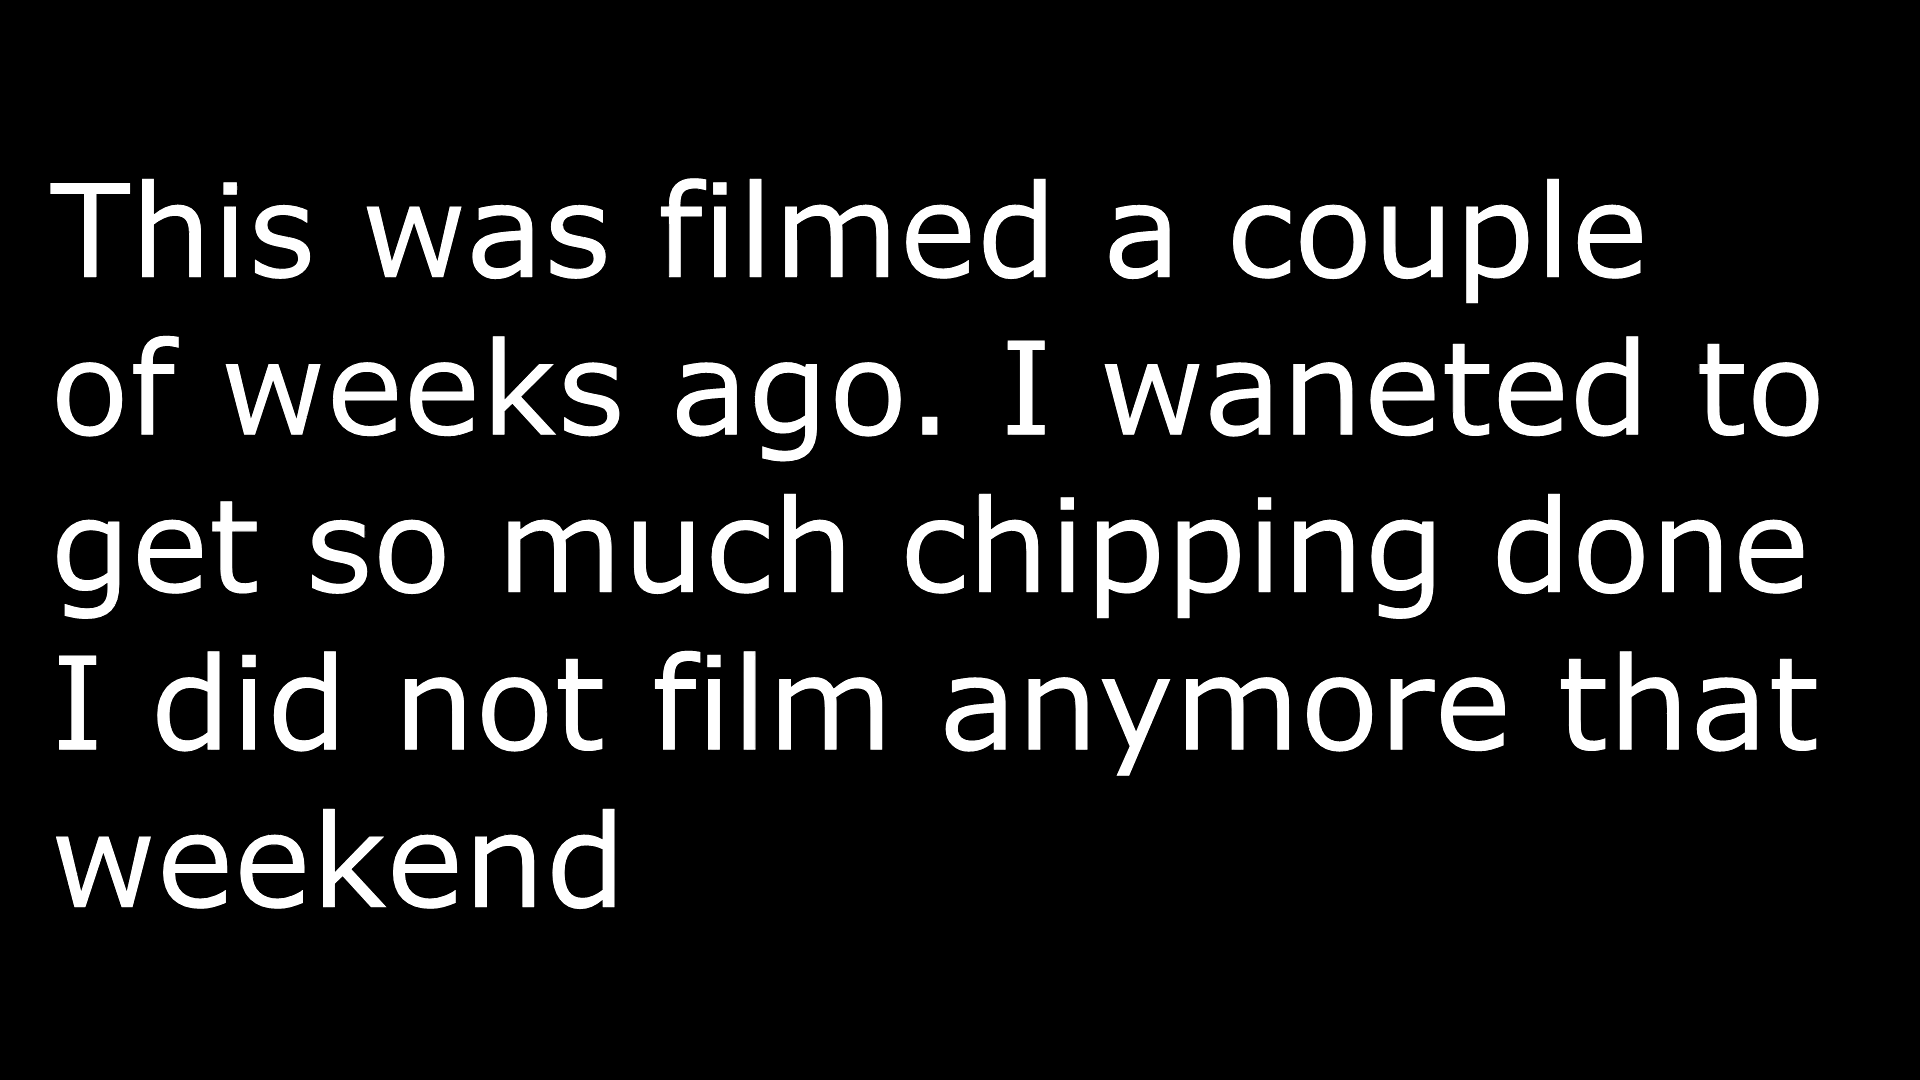 This was filmed a couple
of weeks ago. I waneted to
get so much chipping done
I did not film anymore that
weekend